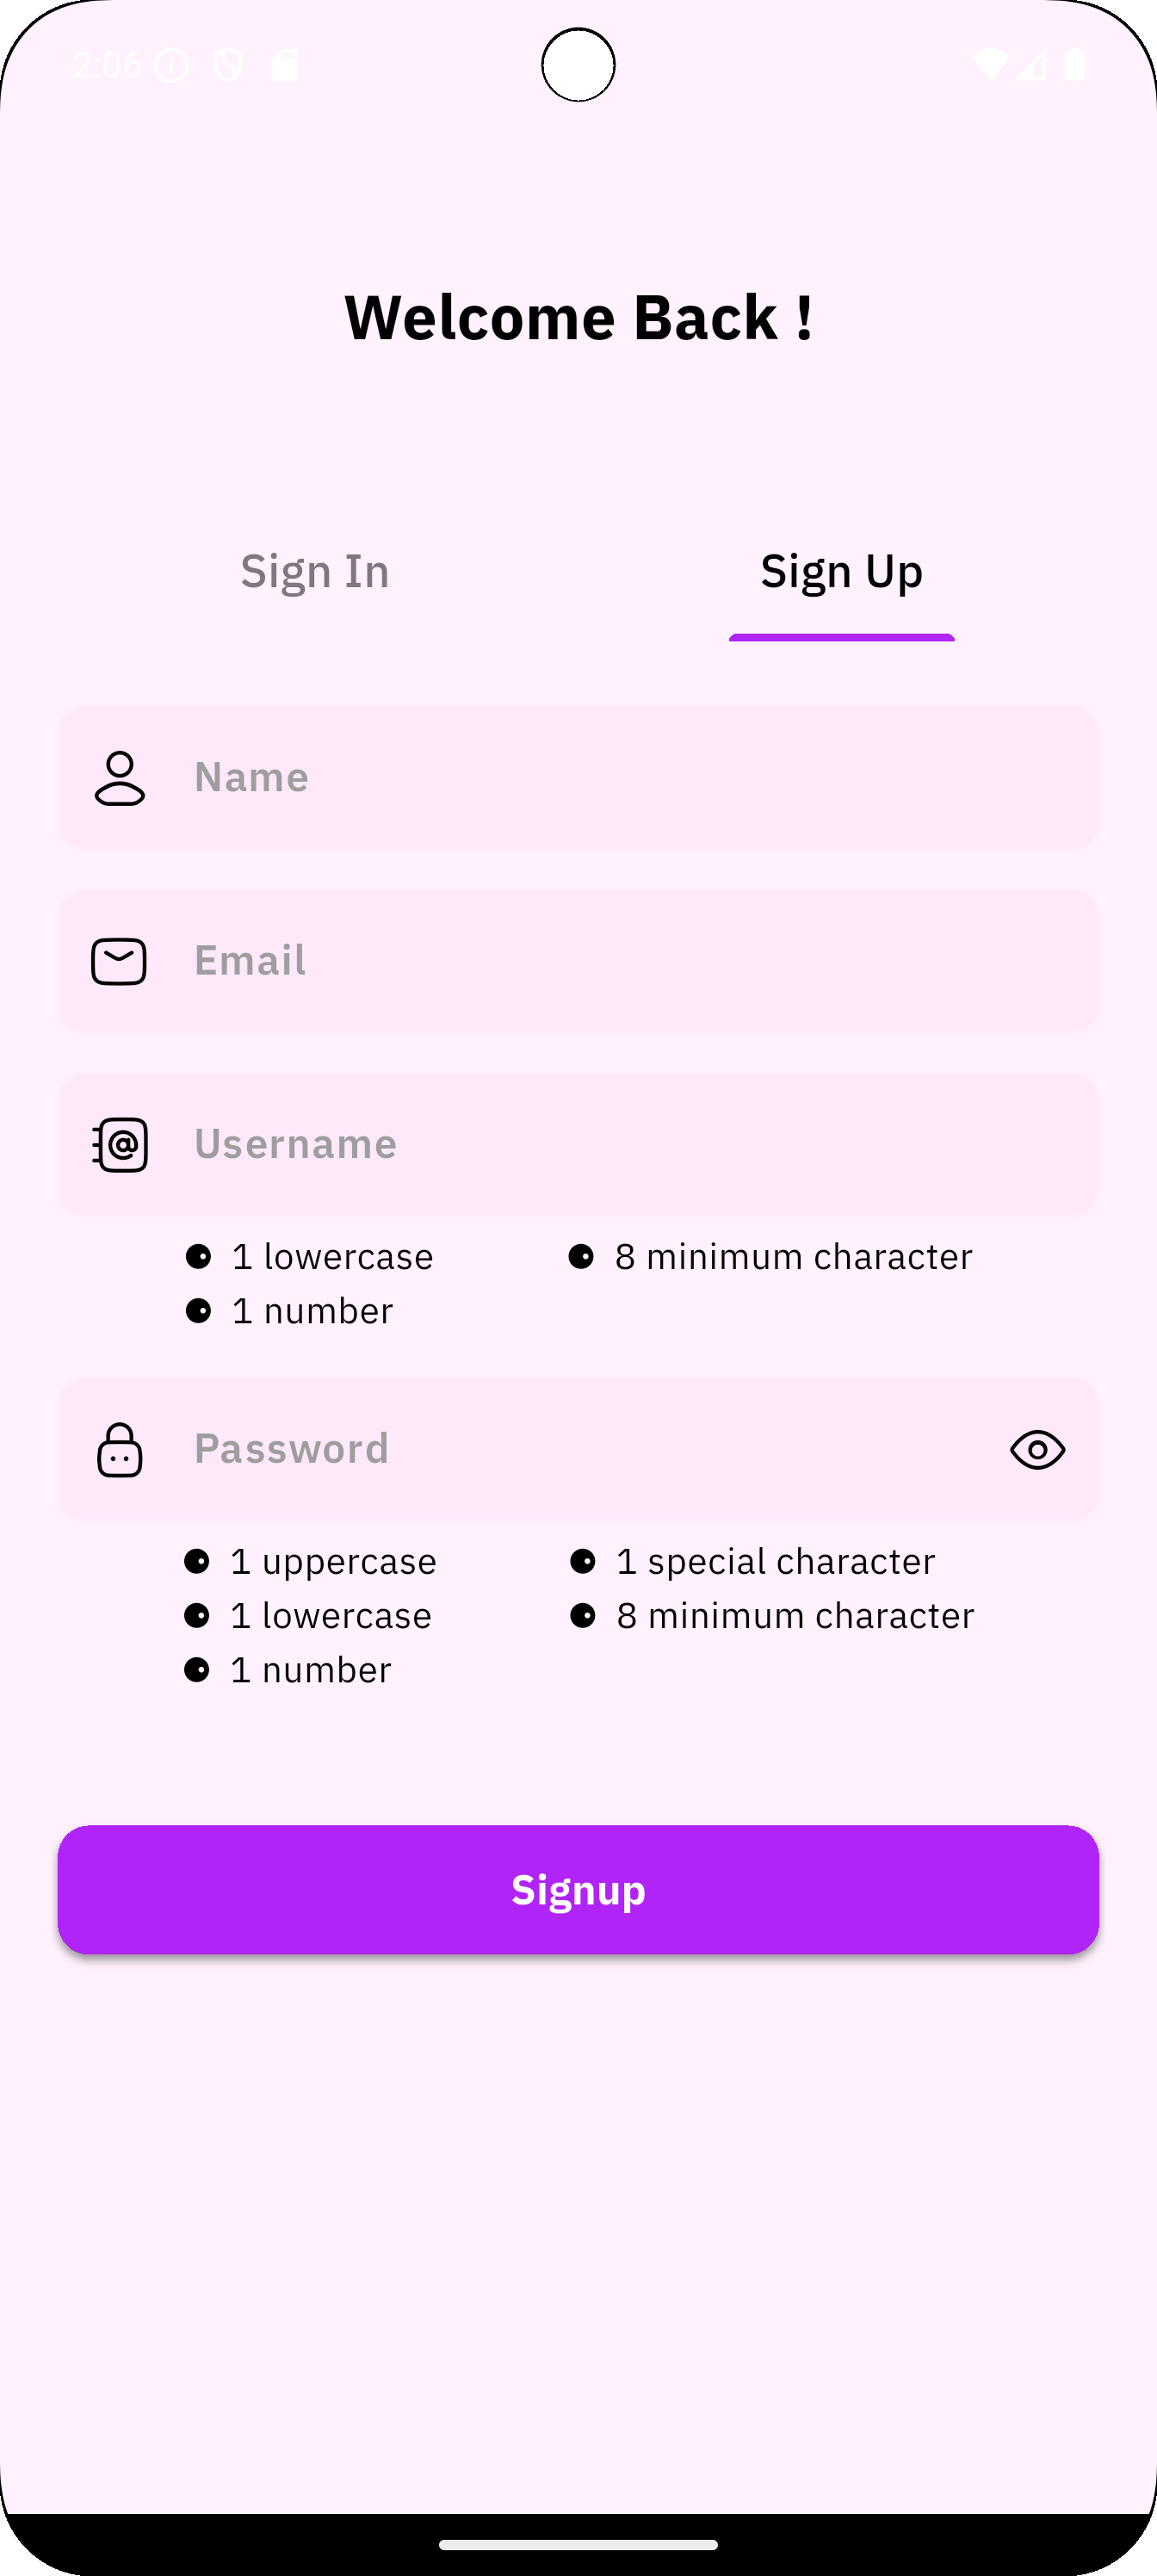 2:06
Welcome Back !
Sign In Sign Up
Name
Email
Username
1 lowercase 8 minimum character
1 number
Password
1 uppercase 1 special character
1 lowercase 8 minimum character
1 number
Signup